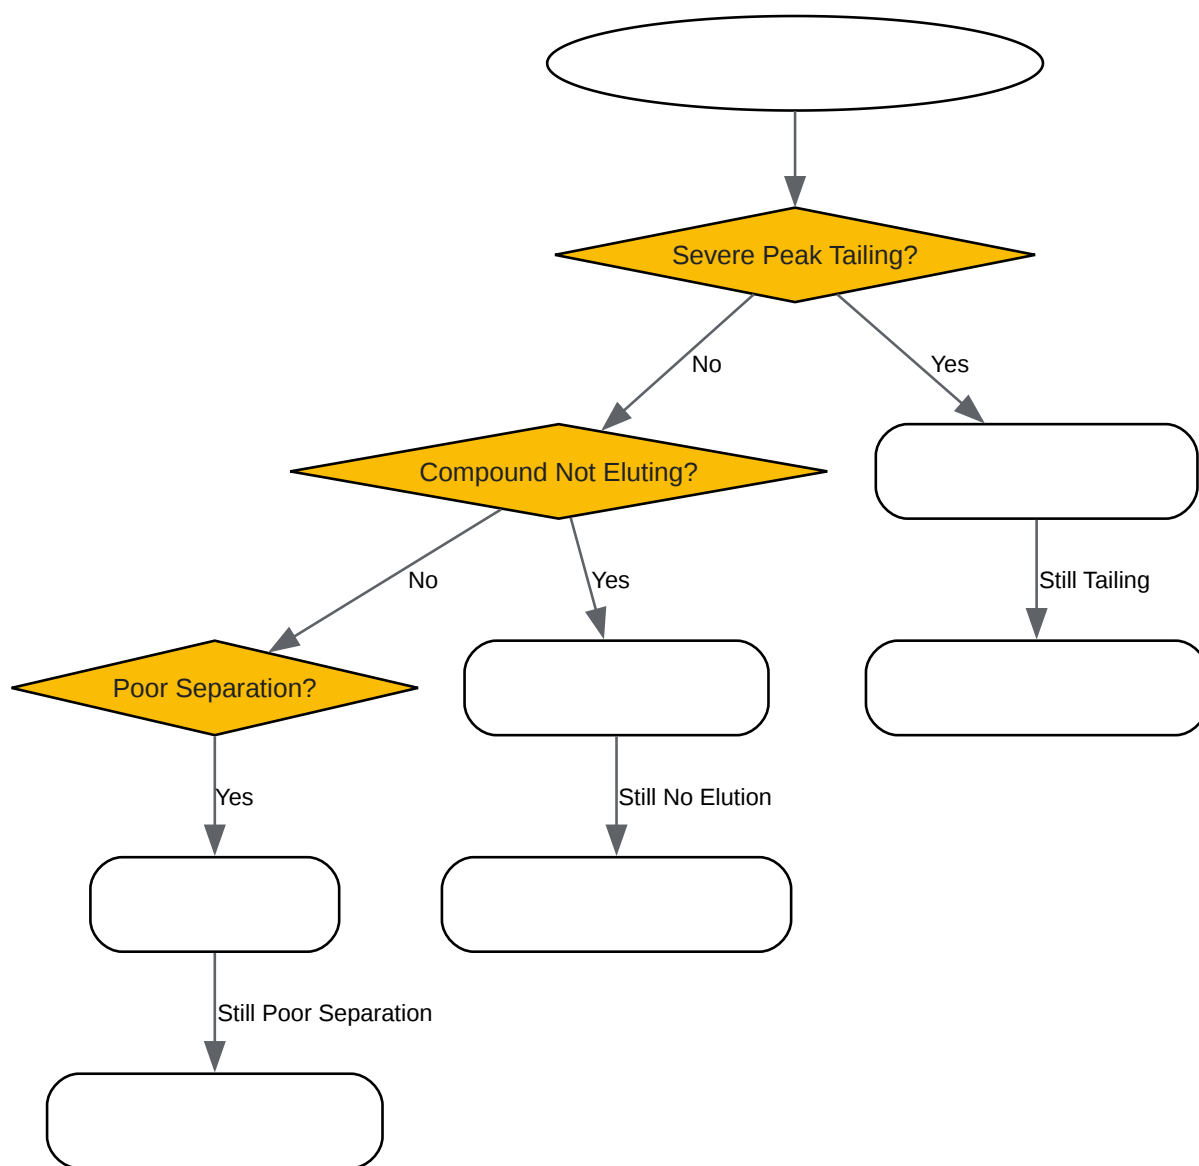 Severe Peak Tailing?
No
Yes
Compound Not Eluting?
No
Yes
Still Tailing
Poor Separation?
Yes
Still No Elution
Still Poor Separation